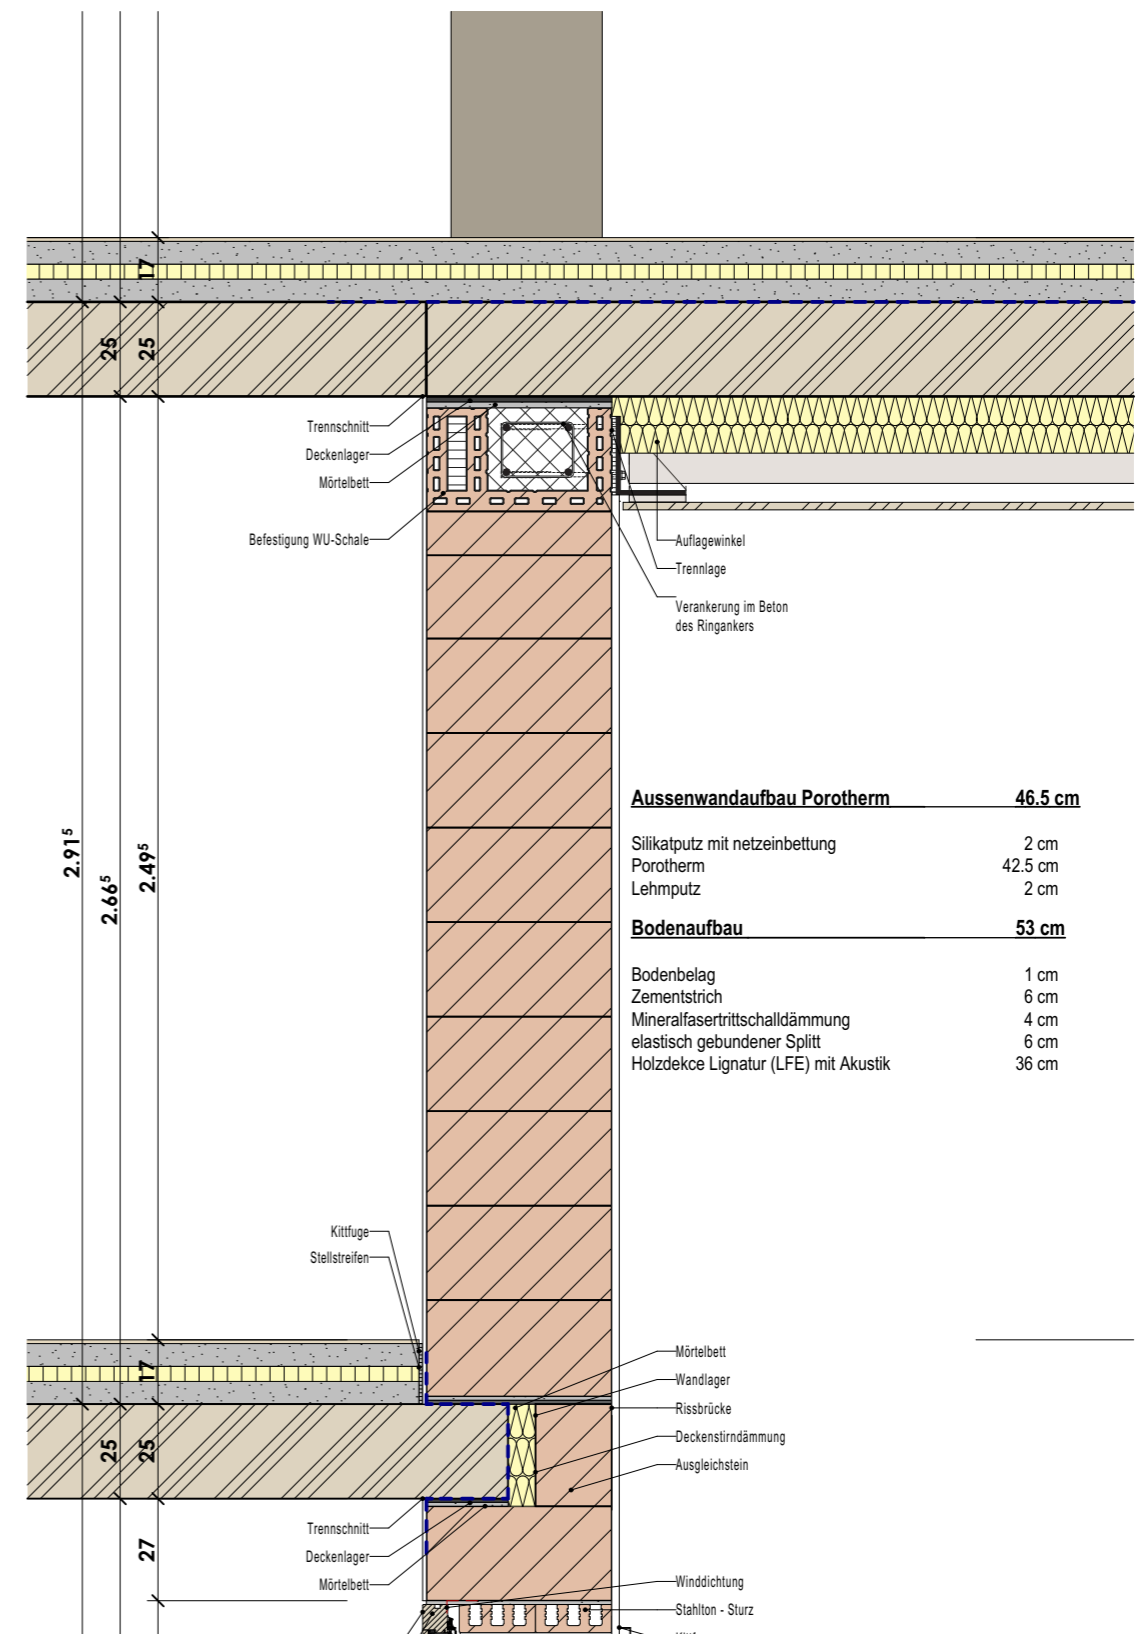 17
25
25
Trennschnitt
Deckenlager
Mörtelbett
Befestigung WU-Schale
Auflagewinkel
Trennlage
Verankerung im Beton
des Ringankers
2.91⁵
2.66⁵
2.49⁵
Aussenwandaufbau Porotherm 46.5 cm
Silikatputz mit netzeinbettung 2 cm
Porotherm 42.5 cm
Lehmputz 2 cm
Bodenaufbau 53 cm
Bodenbelag 1 cm
Zementstrich 6 cm
Mineralfasertrittschalldämmung 4 cm
elastisch gebundener Splitt 6 cm
Holzdekce Lignatur (LFE) mit Akustik 36 cm
Kittfuge
Stellstreifen
17
25
25
Mörtelbett
Wandlager
Rissbrücke
Deckenstirndämmung
Ausgleichstein
Trennschnitt
Deckenlager
Mörtelbett
27
Winddichtung
Stahlton - Sturz